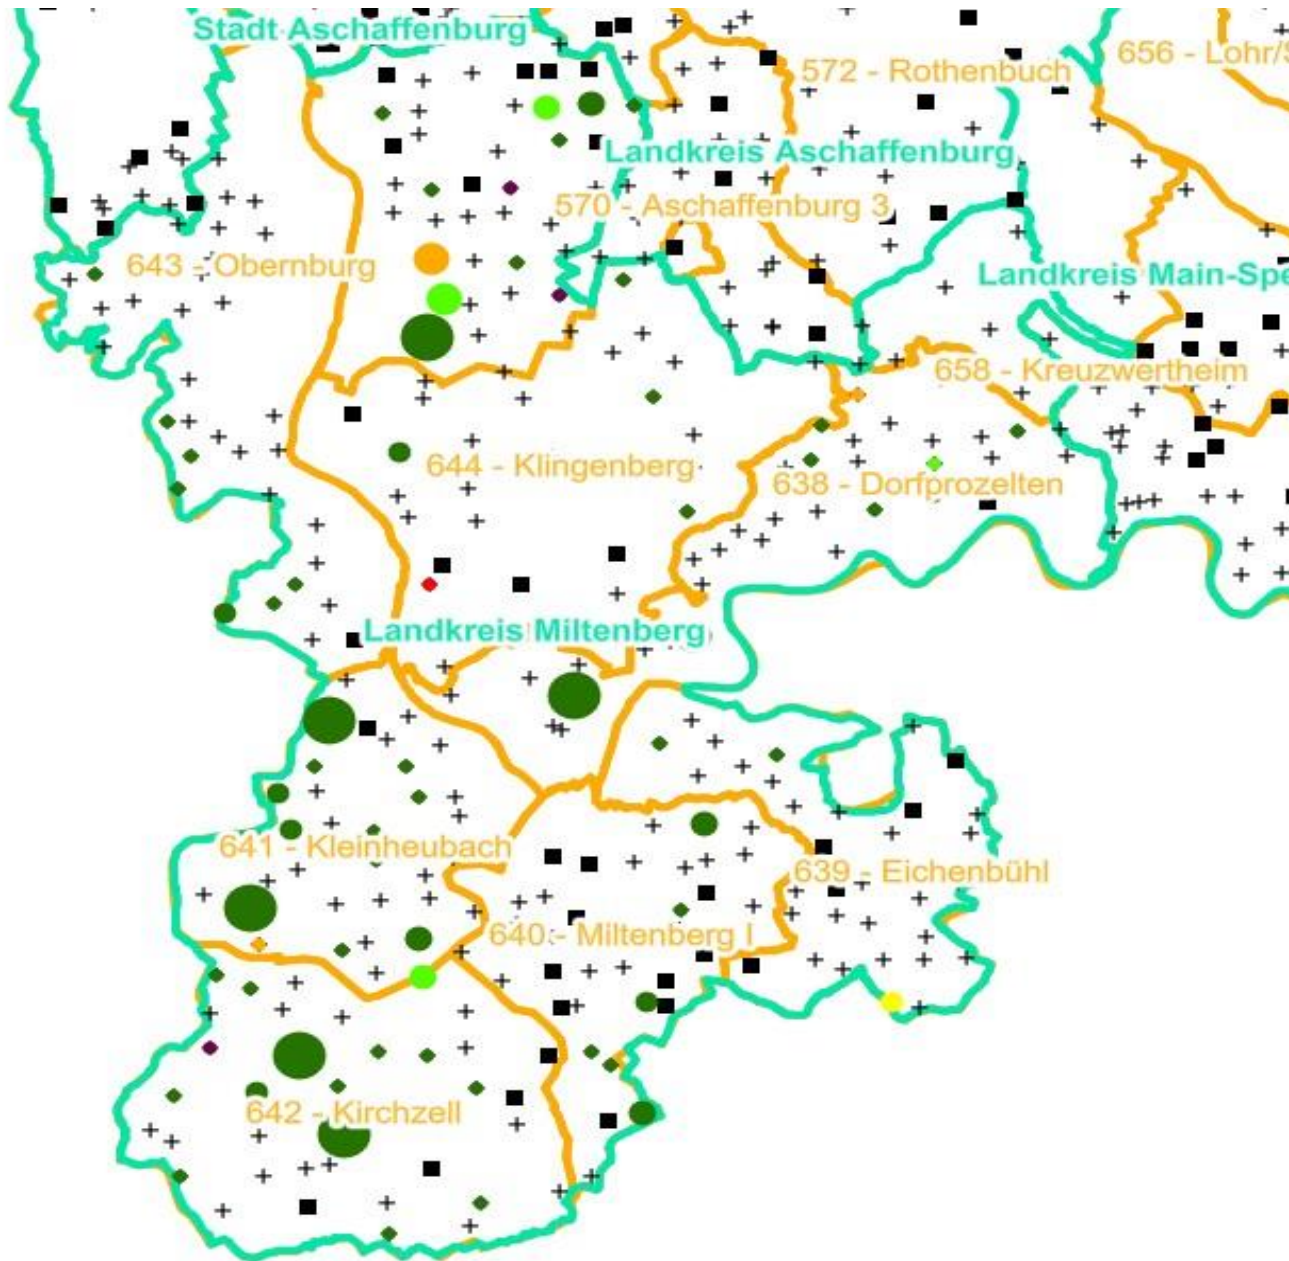 Stadt Aschaffenburg
656 - Lohr/S
572 - Rothenbuch
Landkreis Aschaffenburg
570 - Aschaffenburg 3
643 - Obernburg
Landkreis Main-Spe
658 - Kreuzwertheim
644 - Klingenberg
638 - Dorfprozelten
Landkreis Miltenberg
641 - Kleinheubach
639 - Eichenbühl
640 - Miltenberg I
642 - Kirchzell